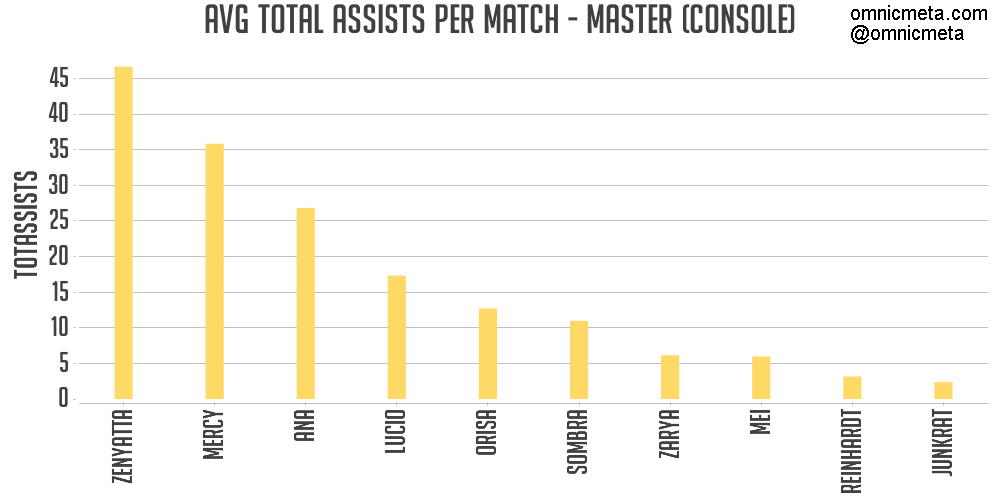 AVG TOTAL ASSISTS PER MATCH - MASTER (CONSOLE)
omnicmeta.com
@omnicmeta
TOTASSISTS
45
40
35
30
25
20
15
10
5
0
ZENYATTA
MERCY
ANA
LUCIO
ORISA
SOMBRA
ZARYA
MEI
REINHARDT
JUNKRAT